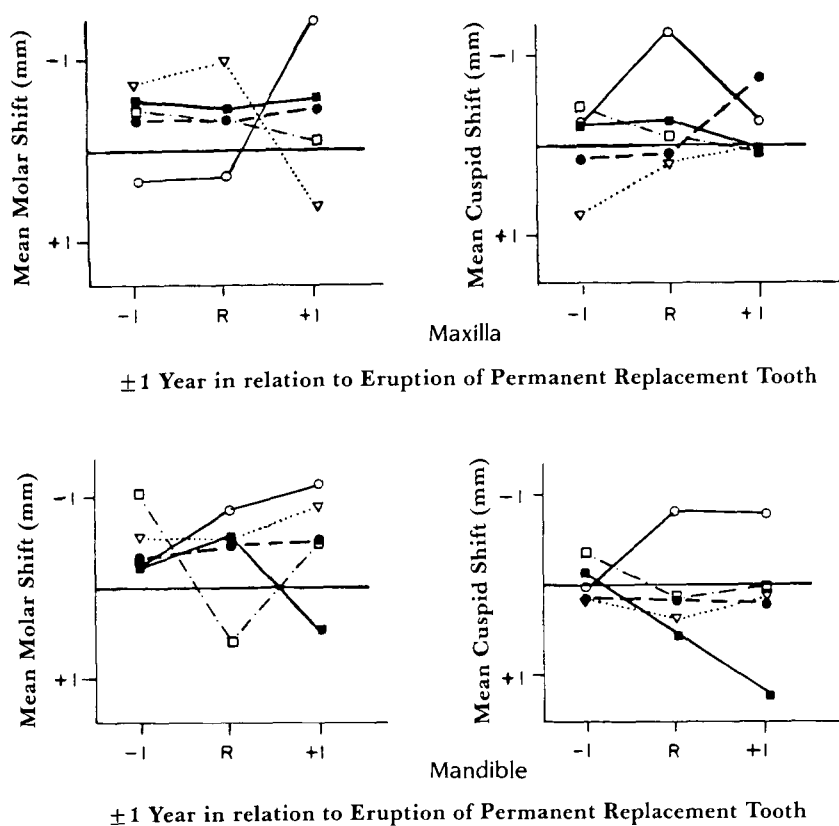 Mean Molar Shift (mm)
-1
+1
-1 R +1
Mean Cuspid Shift (mm)
-1
+1
-1 R +1
Maxilla
±1 Year in relation to Eruption of Permanent Replacement Tooth
Mean Molar Shift (mm)
-1
+1
-1 R +1
Mean Cuspid Shift (mm)
-1
+1
-1 R +1
Mandible
±1 Year in relation to Eruption of Permanent Replacement Tooth